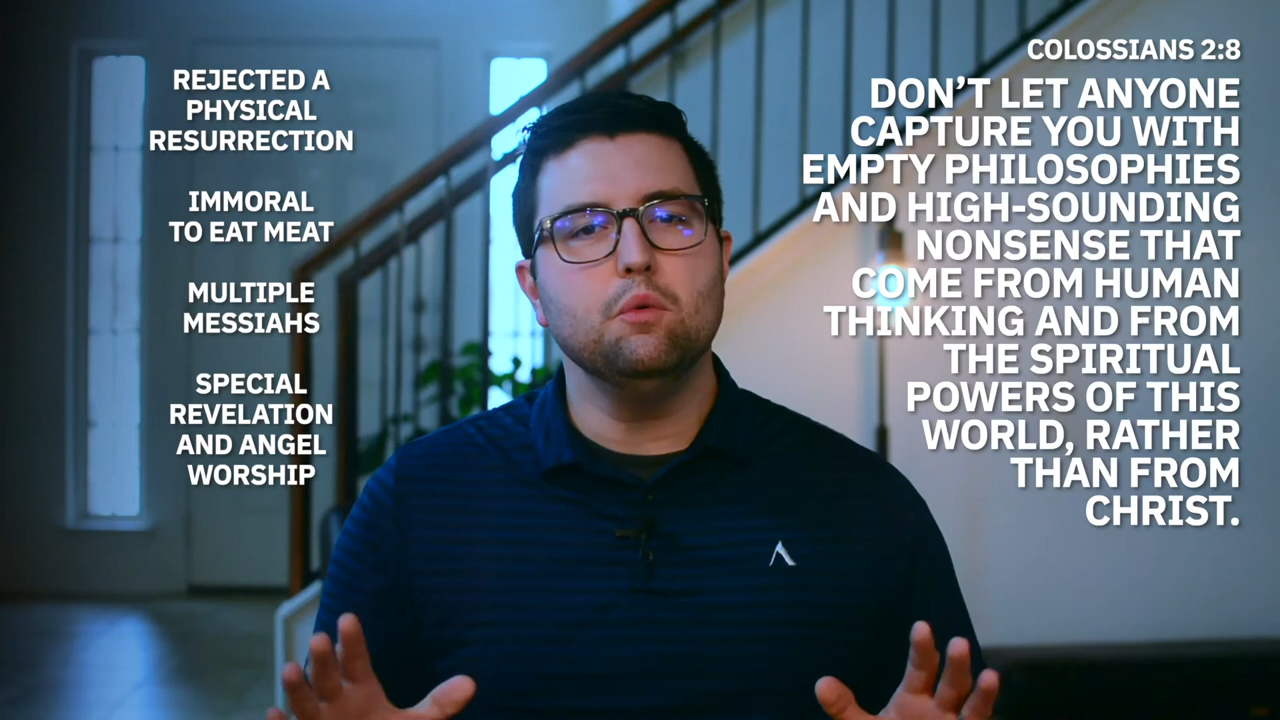 REJECTED A
PHYSICAL
RESURRECTION
IMMORAL
TO EAT MEAT
MULTIPLE
MESSIAHS
SPECIAL
REVELATION
AND ANGEL
WORSHIP
COLOSSIANS 2:8
DON’T LET ANYONE
CAPTURE YOU WITH
EMPTY PHILOSOPHIES
AND HIGH-SOUNDING
NONSENSE THAT
COME FROM HUMAN
THINKING AND FROM
THE SPIRITUAL
POWERS OF THIS
WORLD, RATHER
THAN FROM
CHRIST.